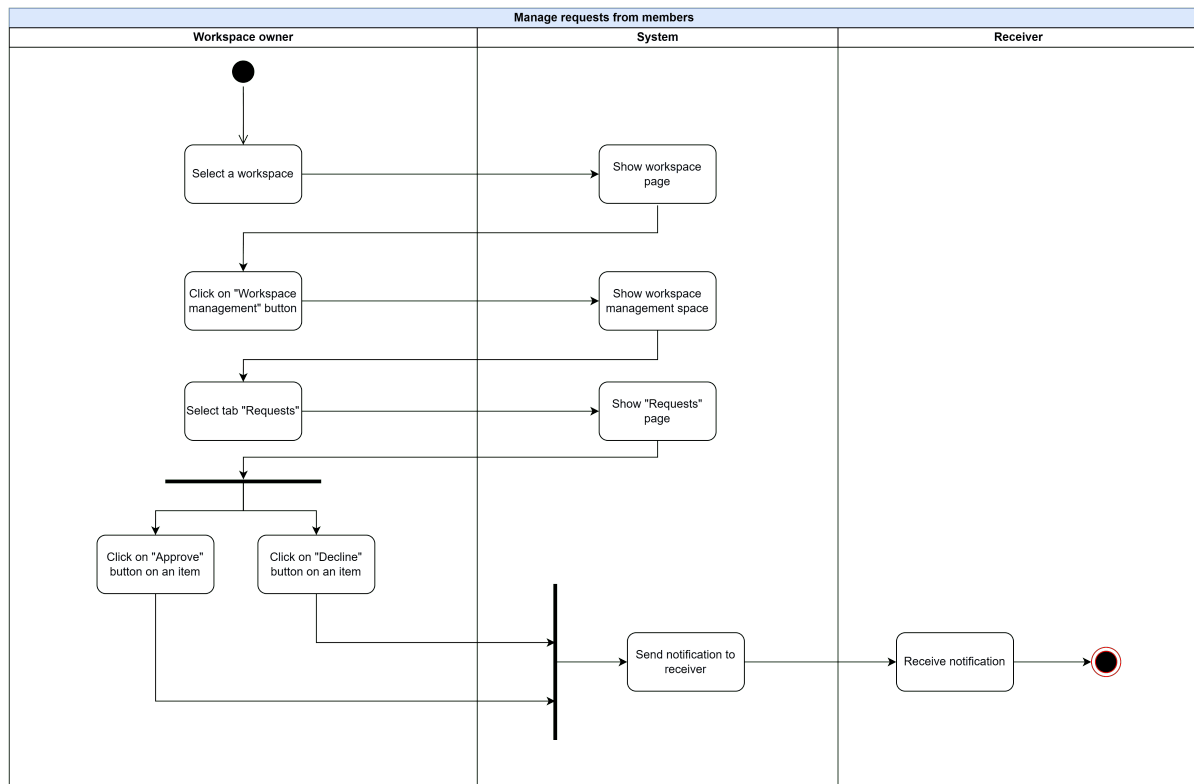 Manage requests from members
Workspace owner
System
Receiver
Select a workspace
Show workspace
page
Click on "Workspace
management" button
Show workspace
management space
Select tab "Requests"
Show "Requests"
page
Click on "Approve"
button on an item
Click on "Decline"
button on an item
Send notification to
receiver
Receive notification